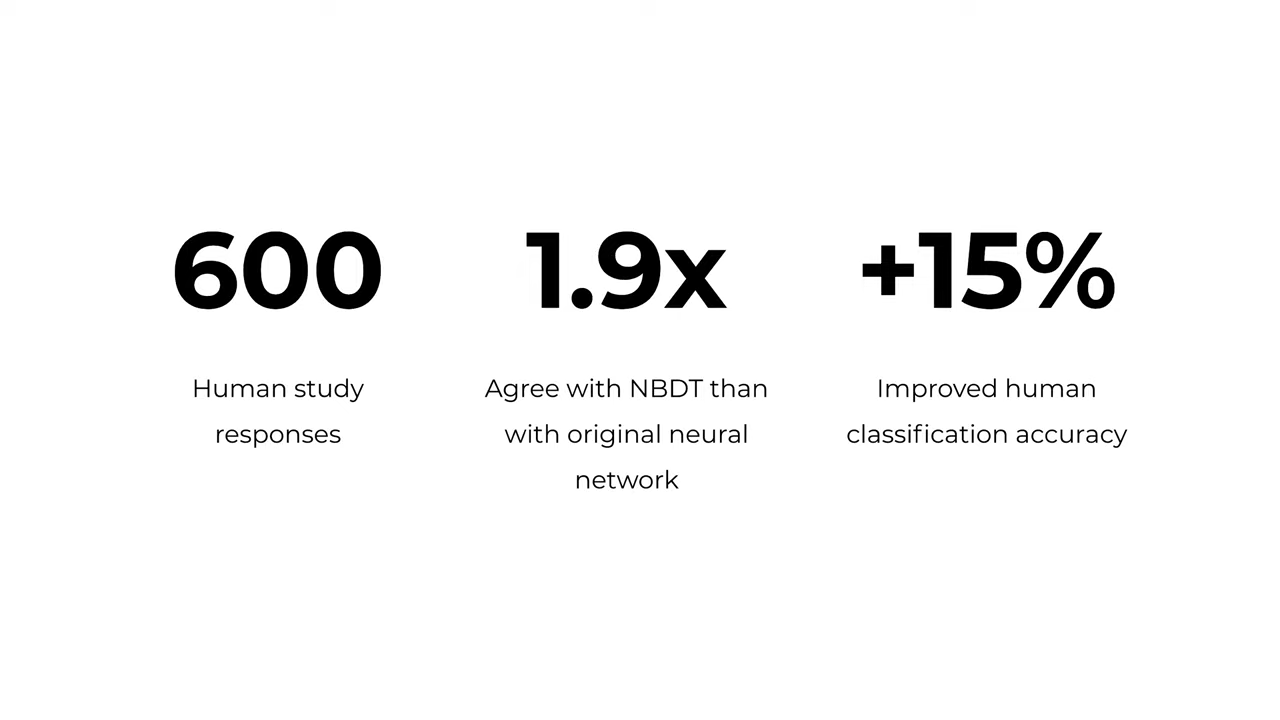 600
Human study
responses
1.9x
Agree with NBDT than
with original neural
network
+15%
Improved human
classification accuracy